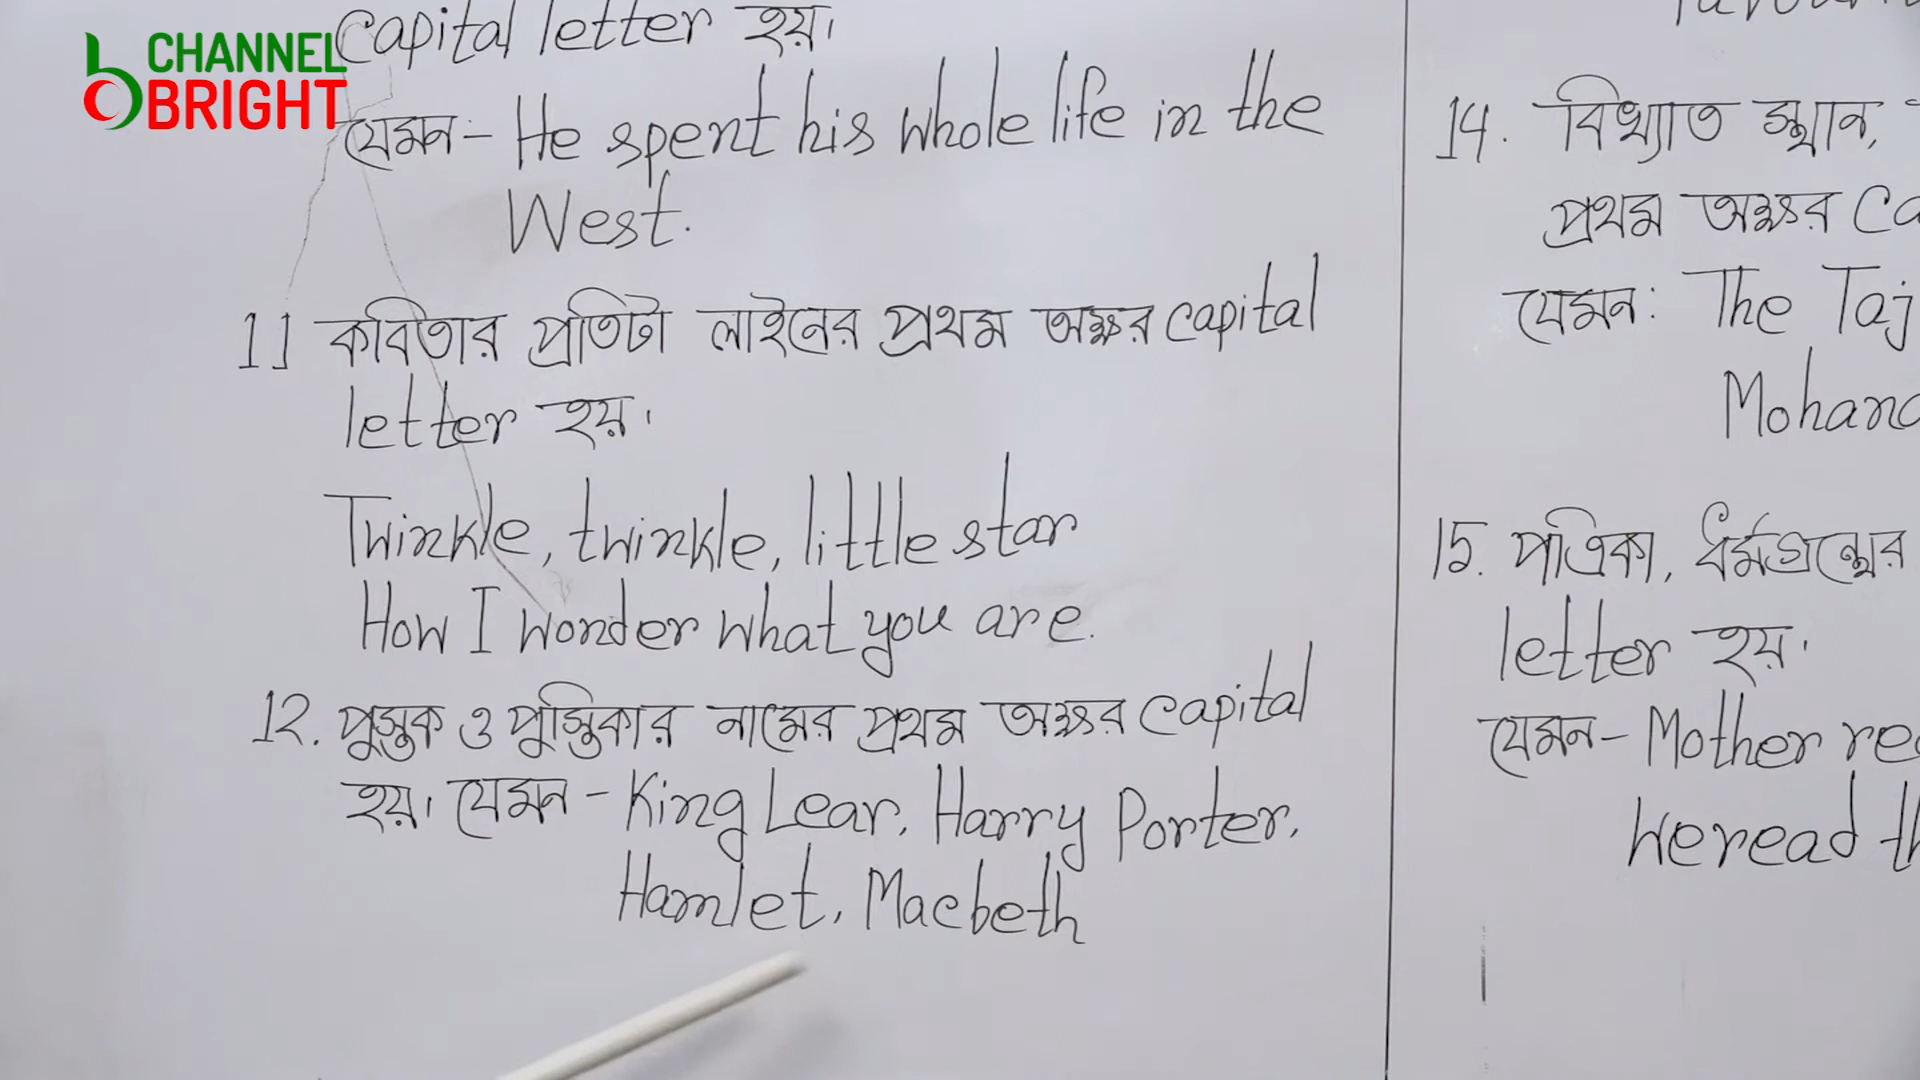 CHANNEL
BRIGHT
Capital letter হয়।
যেমন- He spent his whole life in the
West.
11 কবিতার প্রতিটা লাইনের প্রথম অক্ষর capital
letter হয়।
Twinkle, twinkle, little star
How I wonder what you are.
12. পুস্তক ও পুস্তিকার নামের প্রথম অক্ষর capital
হয়। যেমন - King Lear, Harry Porter,
Hamlet, Macbeth
14. বিখ্যাত স্থান,
প্রথম অক্ষর Ca
যেমন: The Taj
Mohana
15. পত্রিকা, ধর্মগ্রন্থের
letter হয়।
যেমন- Mother rea
We read th